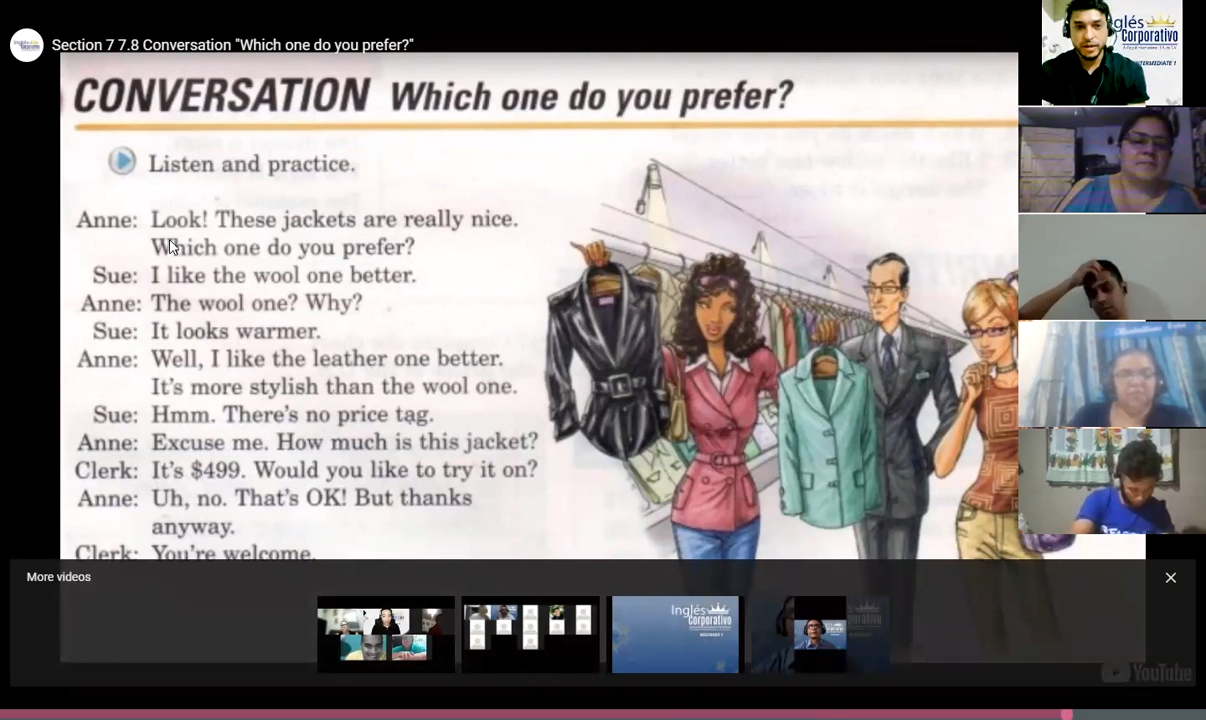 Section 7 7.8 Conversation "Which one do you prefer?"
CONVERSATION Which one do you prefer?
Listen and practice.
Anne: Look! These jackets are really nice.
Which one do you prefer?
Sue: I like the wool one better.
Anne: The wool one? Why?
Sue: It looks warmer.
Anne: Well, I like the leather one better.
It's more stylish than the wool one.
Sue: Hmm. There's no price tag.
Anne: Excuse me. How much is this jacket?
Clerk: It's $499. Would you like to try it on?
Anne: Uh, no. That's OK! But thanks
anyway.
Clerk: You're welcome.
glés
Corporativo
INTERMEDIATE 1
More videos
Inglés
Corporativo
BEGINNER 1
YouTube